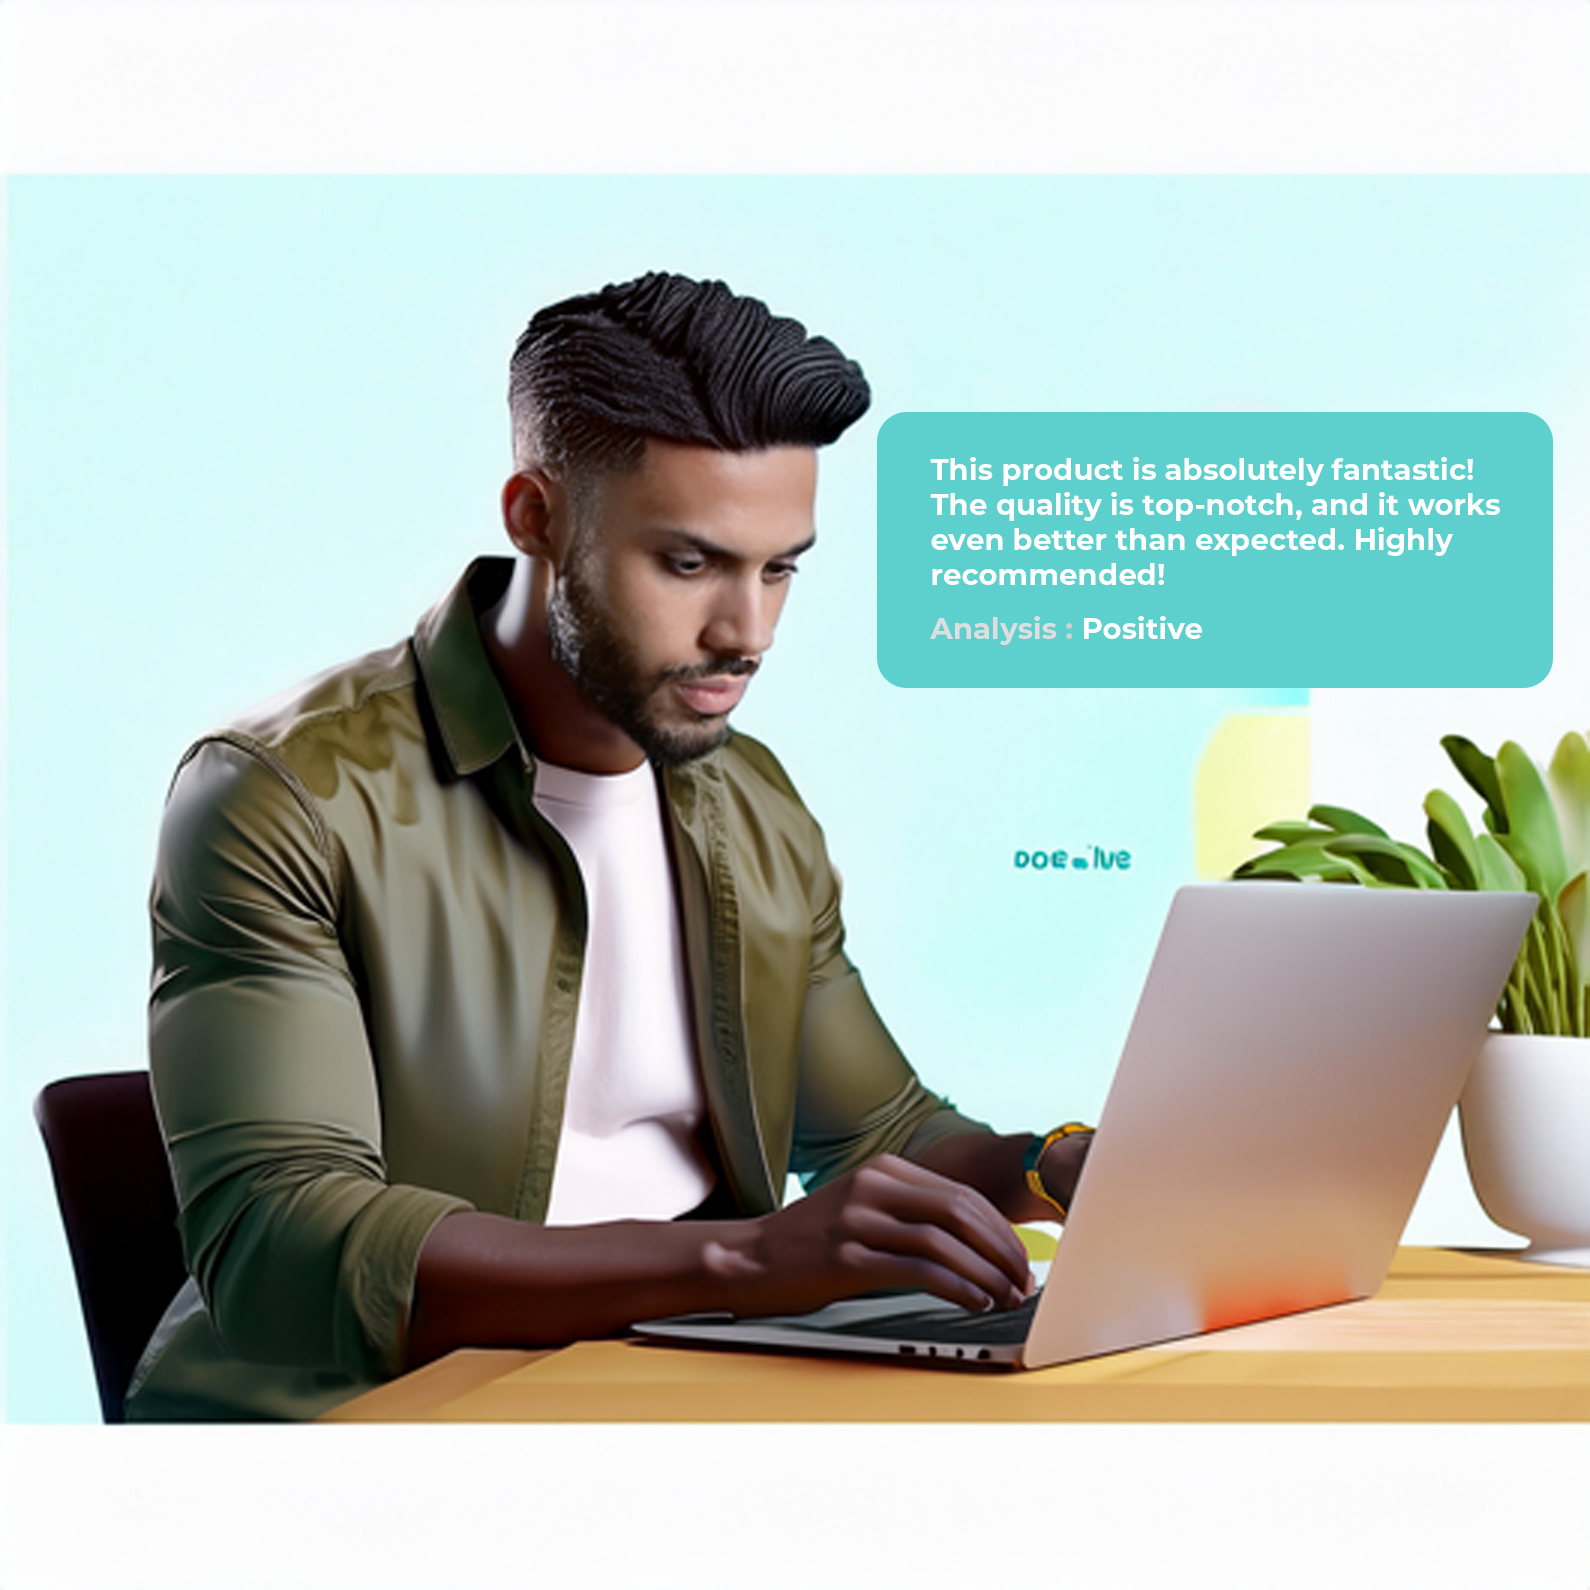 This product is absolutely fantastic!
The quality is top-notch, and it works
even better than expected. Highly
recommended!
Analysis : Positive